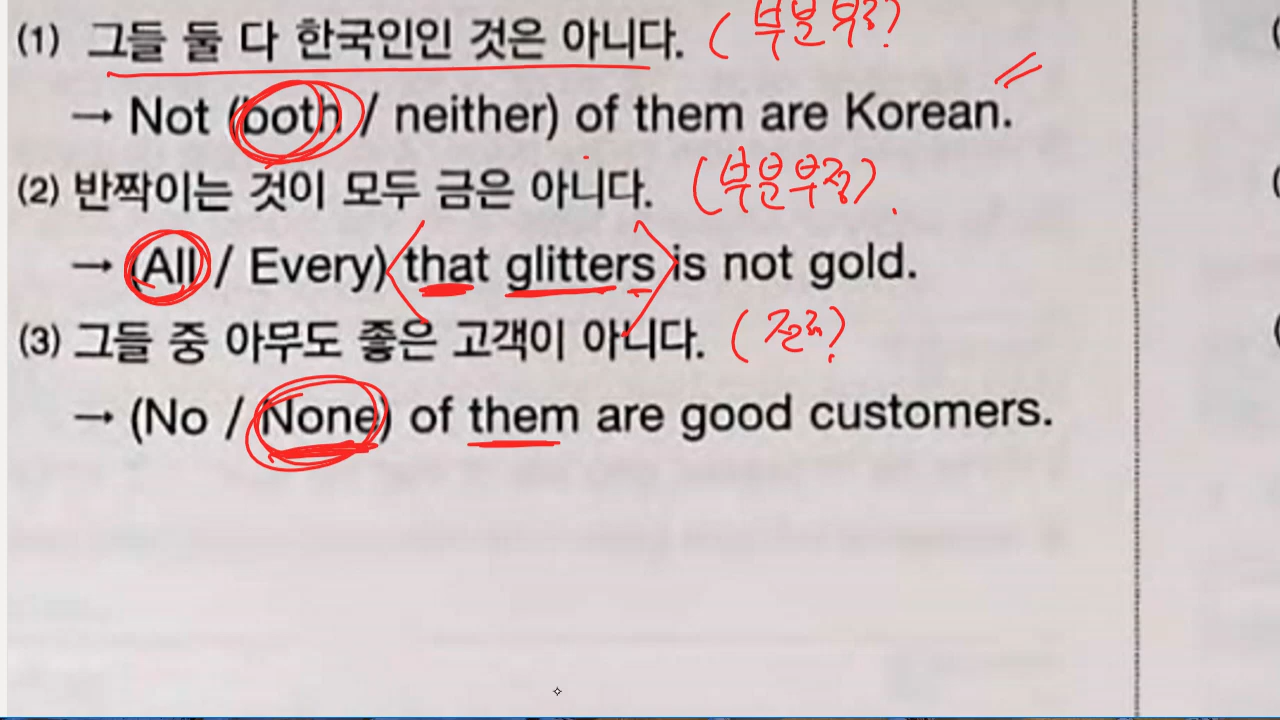 (1) 그들 둘 다 한국인인 것은 아니다. (부분부정?
→ Not (both / neither) of them are Korean.
(2) 반짝이는 것이 모두 금은 아니다. (부분부정).
→ (All / Every) that glitters is not gold.
(3) 그들 중 아무도 좋은 고객이 아니다. (
→ (No / None) of them are good customers.